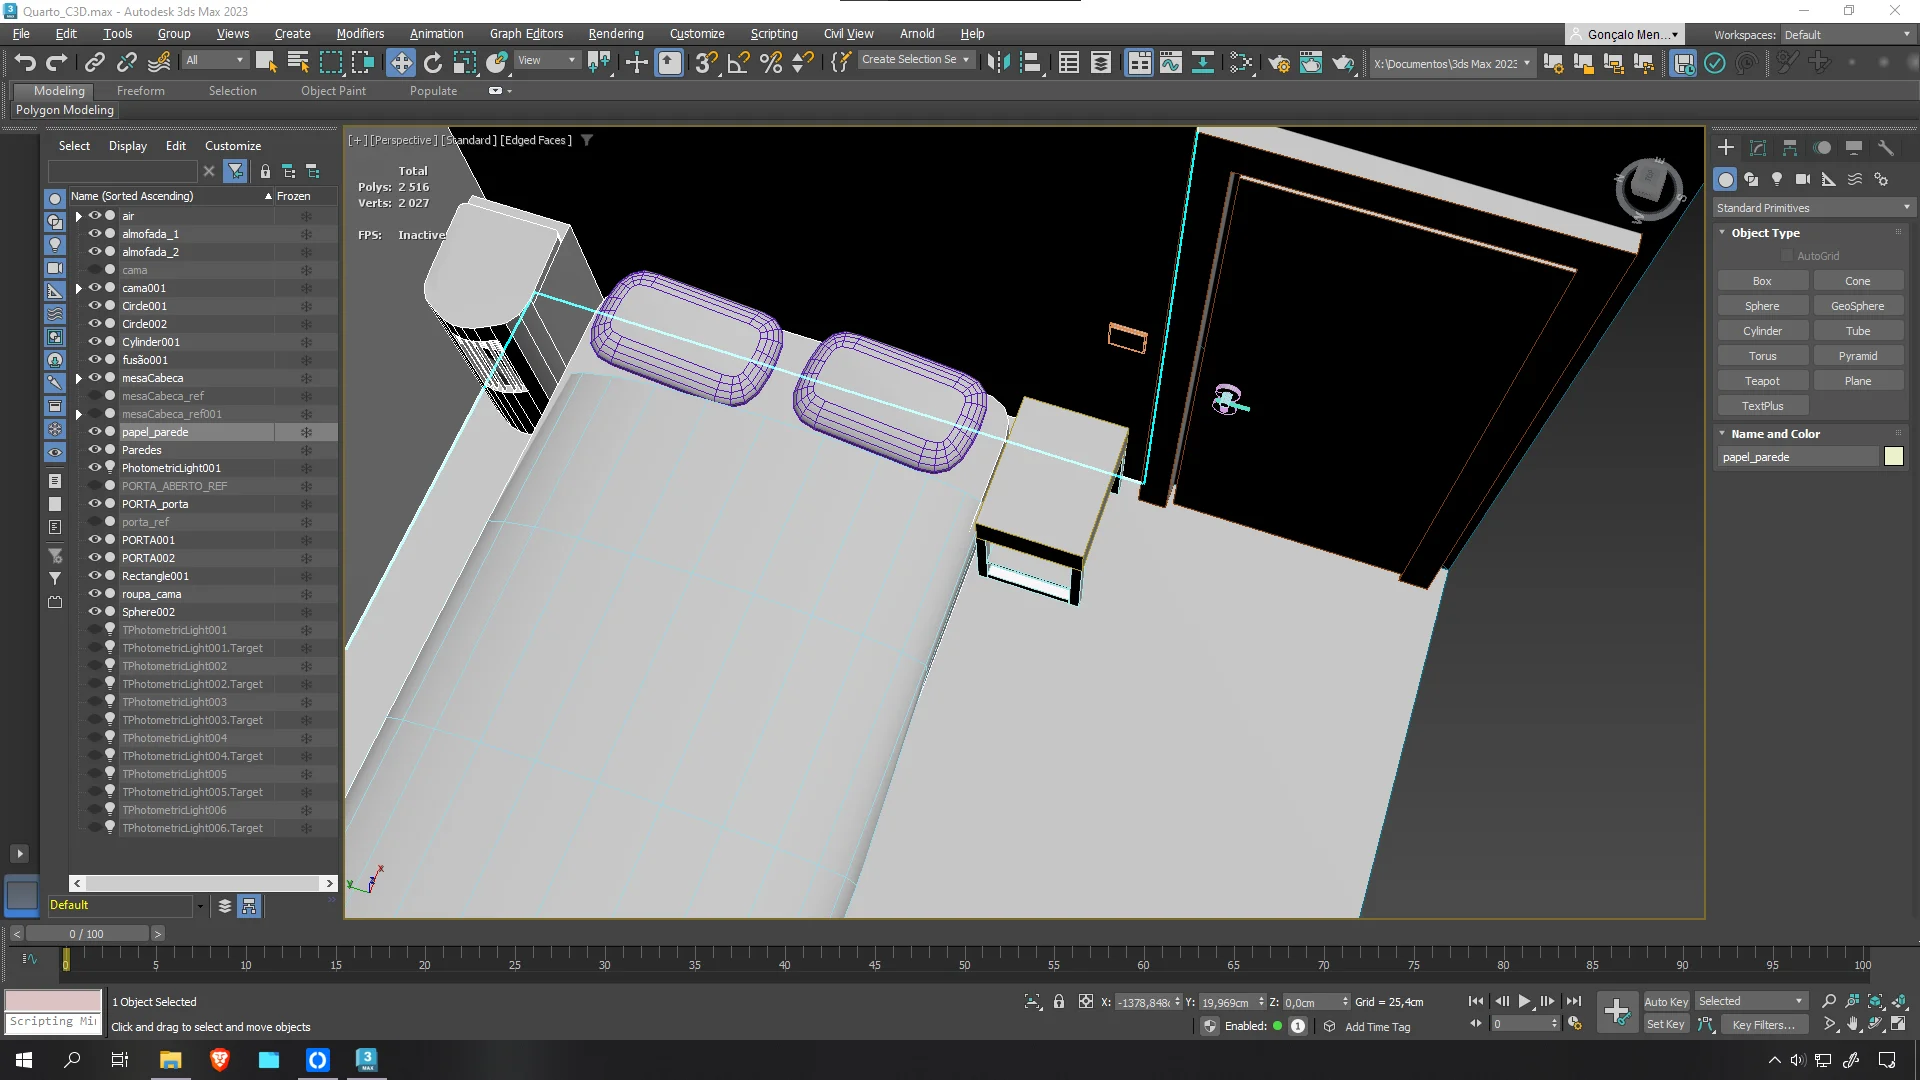 Quarto_C3D.max - Autodesk 3ds Max 2023
File Edit Tools Group Views Create Modifiers Animation Graph Editors Rendering Customize Scripting Civil View Arnold Help
Gonçalo Men... Workspaces: Default
All View Create Selection Se X:\Documentos\3ds Max 2023
Modeling Freeform Selection Object Paint Populate
Polygon Modeling
Select Display Edit Customize
Name (Sorted Ascending) Frozen
air
almofada_1
almofada_2
cama
cama001
Circle001
Circle002
Cylinder001
fusão001
mesaCabeca
mesaCabeca_ref
mesaCabeca_ref001
papel_parede
Paredes
PhotometricLight001
PORTA_ABERTO_REF
PORTA_porta
porta_ref
PORTA001
PORTA002
Rectangle001
roupa_cama
Sphere002
TPhotometricLight001
TPhotometricLight001.Target
TPhotometricLight002
TPhotometricLight002.Target
TPhotometricLight003
TPhotometricLight003.Target
TPhotometricLight004
TPhotometricLight004.Target
TPhotometricLight005
TPhotometricLight005.Target
TPhotometricLight006
TPhotometricLight006.Target
Default
[+] [Perspective] [Standard] [Edged Faces]
Total
Polys: 2 516
Verts: 2 027
FPS: Inactive
Standard Primitives
Object Type
AutoGrid
Box Cone
Sphere GeoSphere
Cylinder Tube
Torus Pyramid
Teapot Plane
TextPlus
Name and Color
papel_parede
0 / 100
0 5 10 15 20 25 30 35 40 45 50 55 60 65 70 75 80 85 90 95 100
1 Object Selected
X: -1378,848c Y: 19,969cm Z: 0,0cm Grid = 25,4cm
Auto Key Selected
Scripting Mi
Click and drag to select and move objects
Enabled: 1 Add Time Tag
0
Set Key Key Filters...